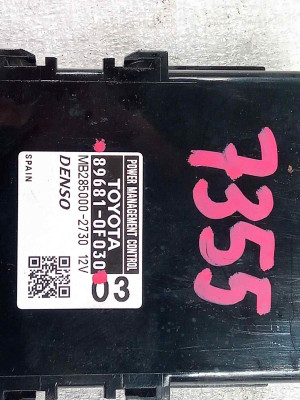 POWER MANAGEMENT CONTROL
TOYOTA
89681-0F030
03
MB285000-2730 12V
DENSO
SPAIN
7355